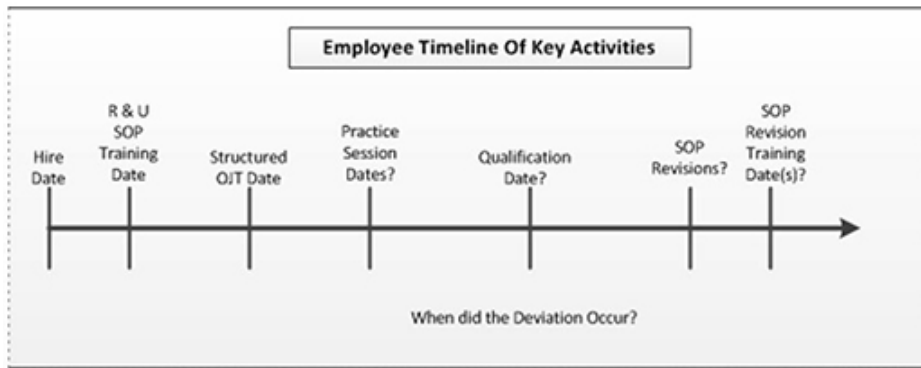 Employee Timeline Of Key Activities
Hire
Date
R & U
SOP
Training
Date
Structured
OJT Date
Practice
Session
Dates?
Qualification
Date?
SOP
Revisions?
SOP
Revision
Training
Date(s)?
When did the Deviation Occur?